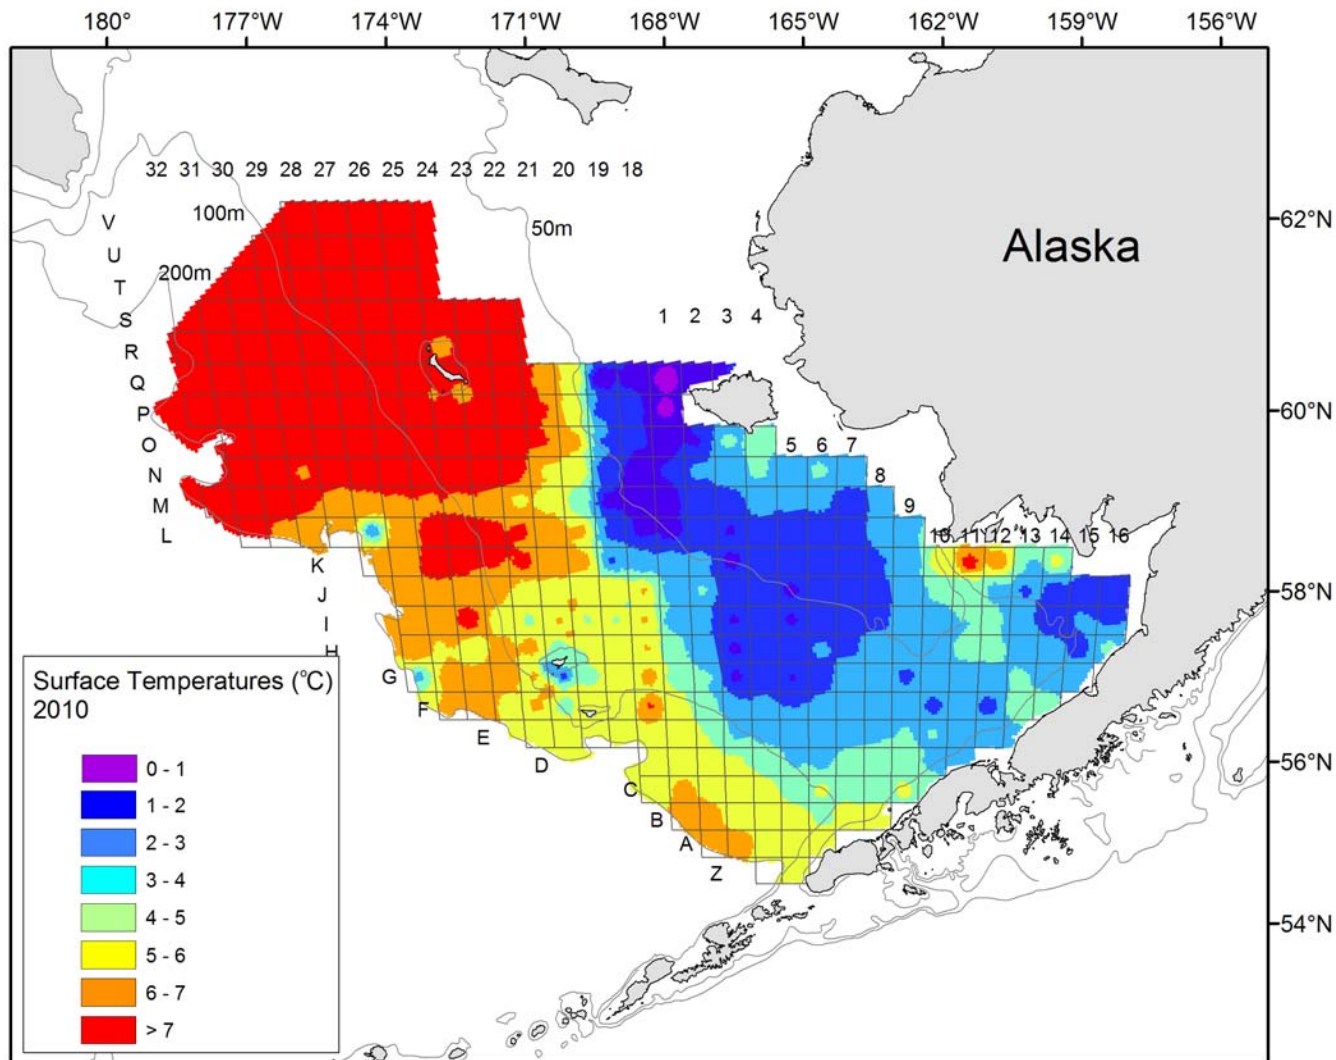 180° 177°W 174°W 171°W 168°W 165°W 162°W 159°W 156°W
32 31 30 29 28 27 26 25 24 23 22 21 20 19 18
V
100m
62°N
50m
Alaska
U
200m
T
S
1 2 3 4
R
Q
P
60°N
O
5 6 7
N
8
M
9
L
10 11 12 13 14 15 16
K
J
58°N
I
H
G
F
E
D
56°N
C
B
A
Z
54°N
Surface Temperatures (°C)
2010
0 - 1
1 - 2
2 - 3
3 - 4
4 - 5
5 - 6
6 - 7
> 7